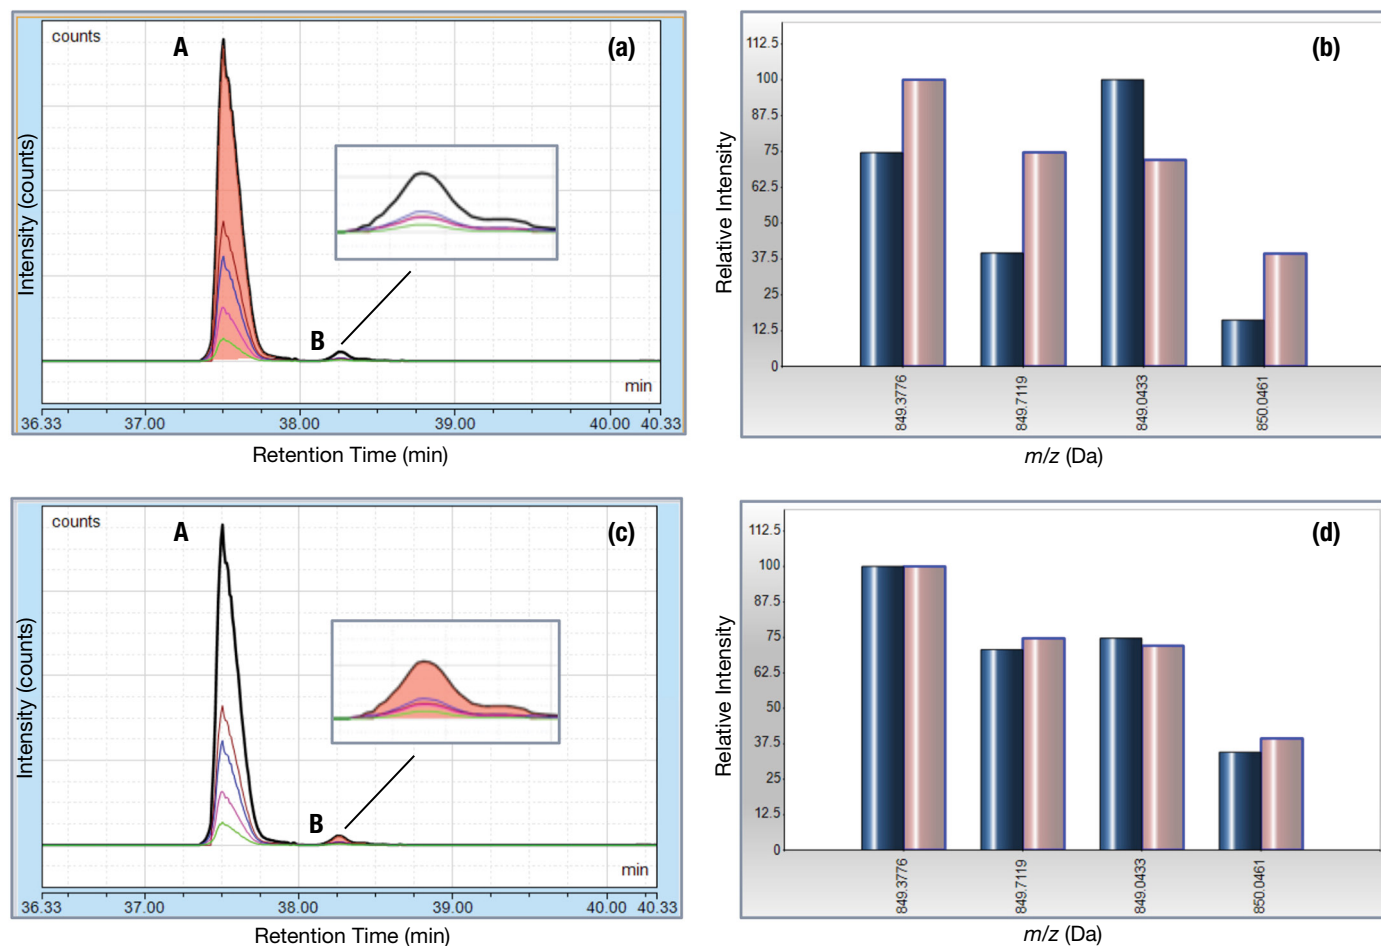 counts
A
(a)
Intensity (counts)
B
min
36.33 37.00 38.00 39.00 40.00 40.33
Retention Time (min)
(b)
112.5
100
87.5
75
62.5
50
37.5
25
12.5
0
Relative Intensity
849.3776 849.7119 849.0433 850.0461
m/z (Da)
counts
A
(c)
Intensity (counts)
B
min
36.33 37.00 38.00 39.00 40.00 40.33
Retention Time (min)
(d)
112.5
100
87.5
75
62.5
50
37.5
25
12.5
0
Relative Intensity
849.3776 849.7119 849.0433 850.0461
m/z (Da)